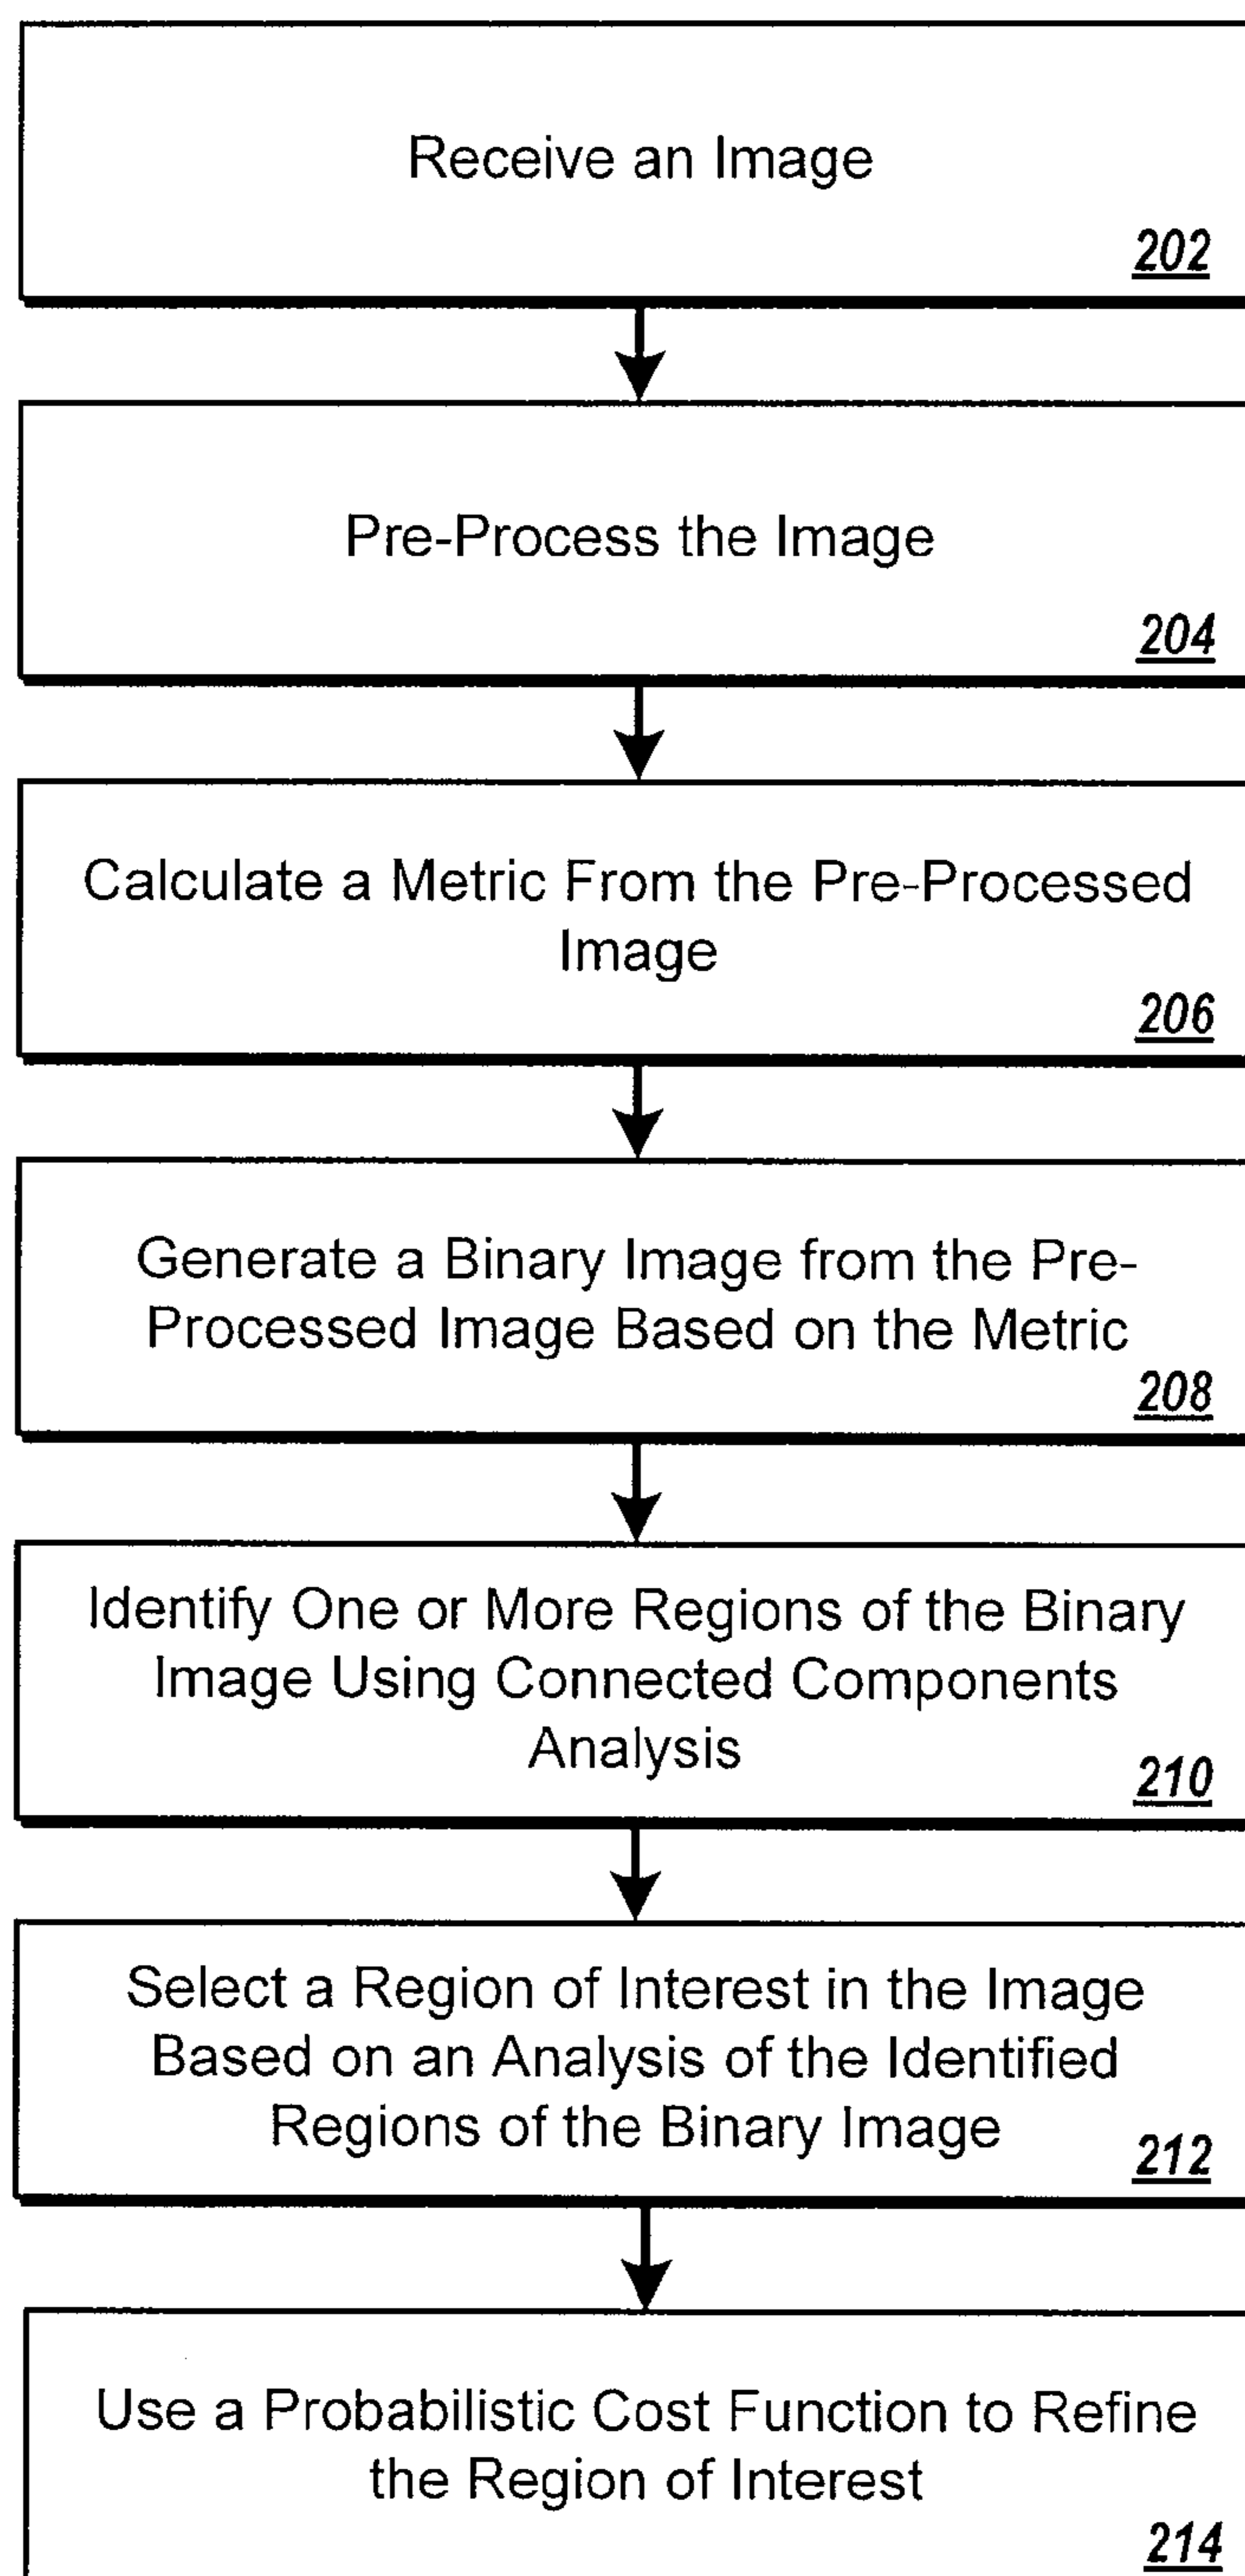 Receive an Image
202
Pre-Process the Image
204
Calculate a Metric From the Pre-Processed
Image
206
Generate a Binary Image from the Pre-
Processed Image Based on the Metric
208
Identify One or More Regions of the Binary
Image Using Connected Components
Analysis
210
Select a Region of Interest in the Image
Based on an Analysis of the Identified
Regions of the Binary Image
212
Use a Probabilistic Cost Function to Refine
the Region of Interest
214